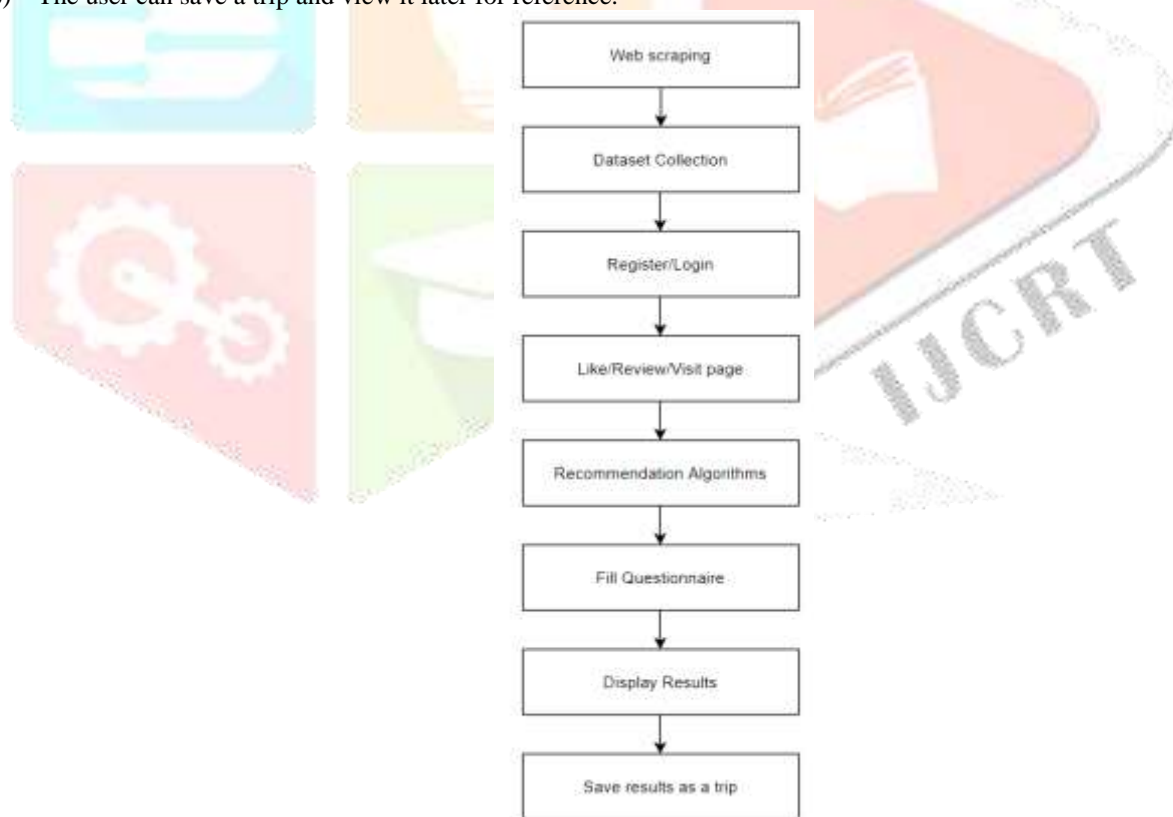 The user can save a trip and view it later for reference.
Web scraping
Dataset Collection
Register/Login
Like/Review/Visit page
Recommendation Algorithms
Fill Questionnaire
Display Results
Save results as a trip
IJCRT